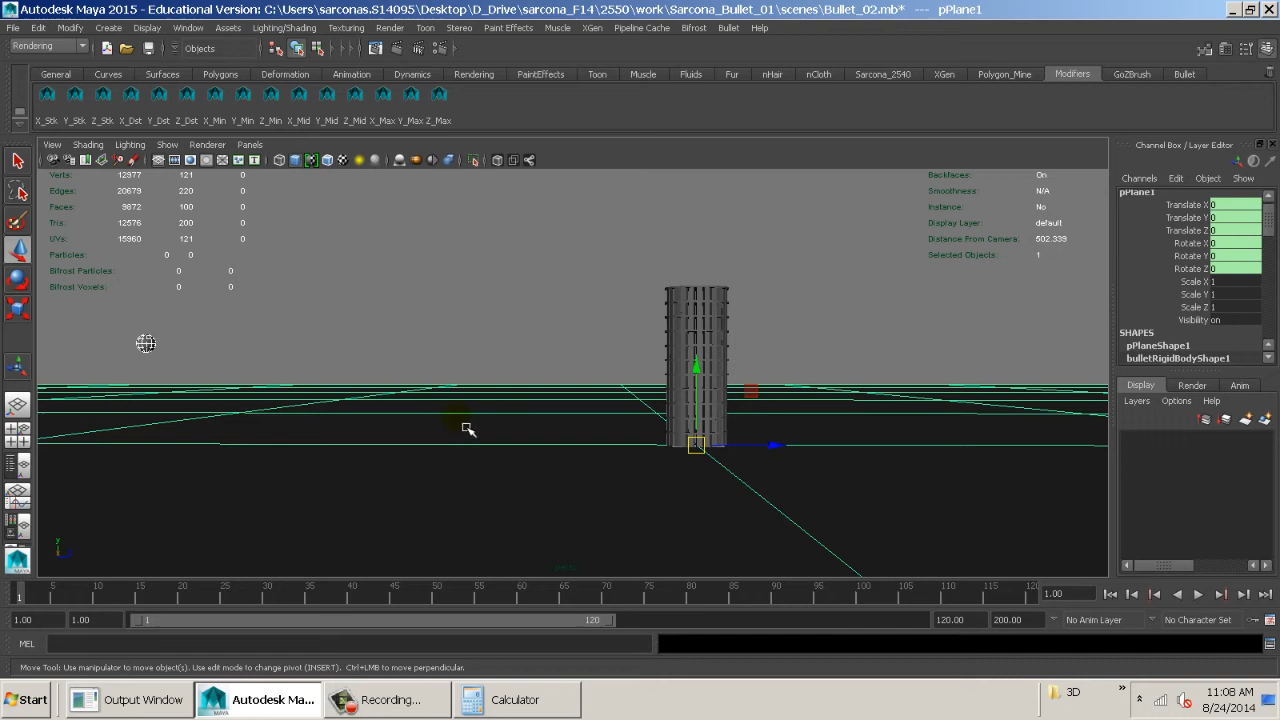 Autodesk Maya 2015 - Educational Version: C:\Users\sarconas.S14095\Desktop\D_Drive\sarcona_F14\2550\work\Sarcona_Bullet_01\scenes\Bullet_02.mb* --- pPlane1
File Edit Modify Create Display Window Assets Lighting/Shading Texturing Render Toon Stereo Paint Effects Muscle XGen Pipeline Cache Bifrost Bullet Help
Rendering Objects
General Curves Surfaces Polygons Deformation Animation Dynamics Rendering PaintEffects Toon Muscle Fluids Fur nHair nCloth Sarcona_2540 XGen Polygon_Mine Modifiers GoZBrush Bullet
X_Stk Y_Stk Z_Stk X_Dst Y_Dst Z_Dst X_Min Y_Min Z_Min X_Mid Y_Mid Z_Mid X_Max Y_Max Z_Max
View Shading Lighting Show Renderer Panels
Channel Box / Layer Editor
Verts: 12977 121 0
Edges: 20679 220 0
Faces: 9872 100 0
Tris: 12576 200 0
UVs: 15960 121 0
Particles: 0 0
Bifrost Particles: 0 0
Bifrost Voxels: 0 0
Backfaces: On
Smoothness: N/A
Instance: No
Display Layer: default
Distance From Camera: 502.339
Selected Objects: 1
Channels Edit Object Show
pPlane1
Translate X 0
Translate Y 0
Translate Z 0
Rotate X 0
Rotate Y 0
Rotate Z 0
Scale X 1
Scale Y 1
Scale Z 1
Visibility on
SHAPES
pPlaneShape1
bulletRigidBodyShape1
Display Render Anim
Layers Options Help
y
persp
5 10 15 20 25 30 35 40 45 50 55 60 65 70 75 80 85 90 95 100 105 110 115 120
1 1.00
1.00 1.00 1 120 120.00 200.00 No Anim Layer No Character Set
MEL
Move Tool: Use manipulator to move object(s). Use edit mode to change pivot (INSERT). Ctrl+LMB to move perpendicular.
Start Output Window Autodesk Ma... Recording... Calculator 3D » 11:08 AM
8/24/2014